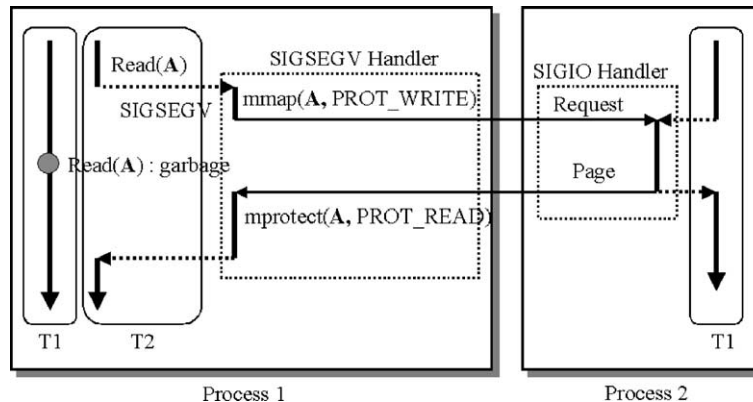 SIGSEGV Handler
Read(A)
SIGIO Handler
mmap(A, PROT_WRITE)
Request
SIGSEGV
Read(A) : garbage
Page
mprotect(A, PROT_READ)
T1
T2
T1
Process 1
Process 2